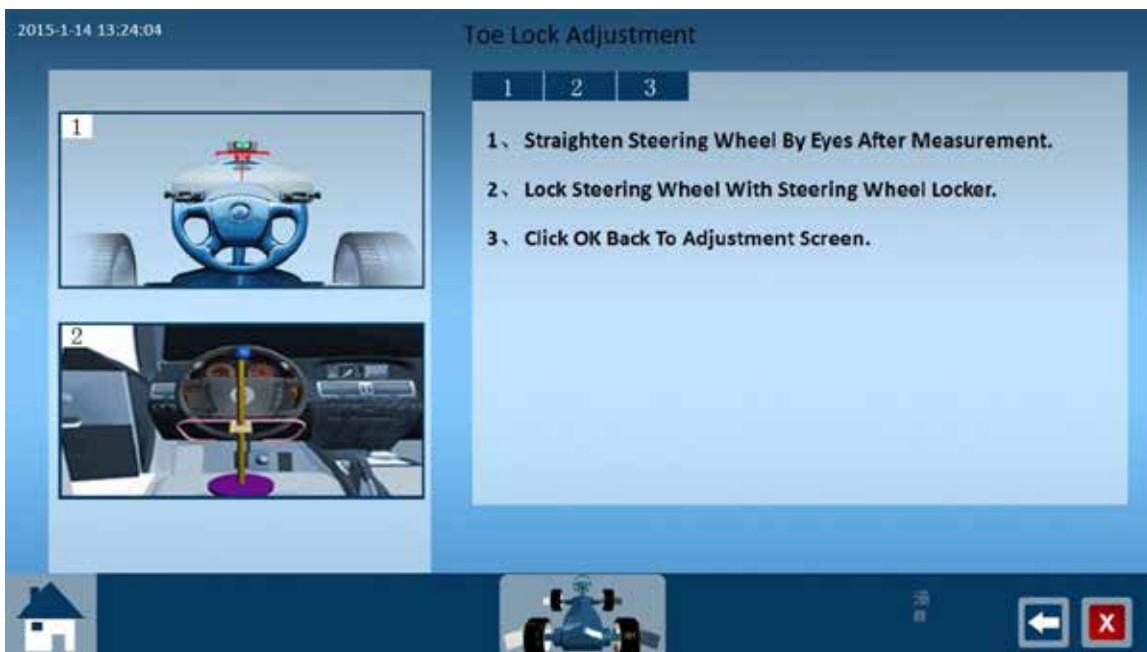 2015-1-14 13:24:04
Toe Lock Adjustment
1 2 3
1、 Straighten Steering Wheel By Eyes After Measurement.
2、 Lock Steering Wheel With Steering Wheel Locker.
3、 Click OK Back To Adjustment Screen.
1
2
X